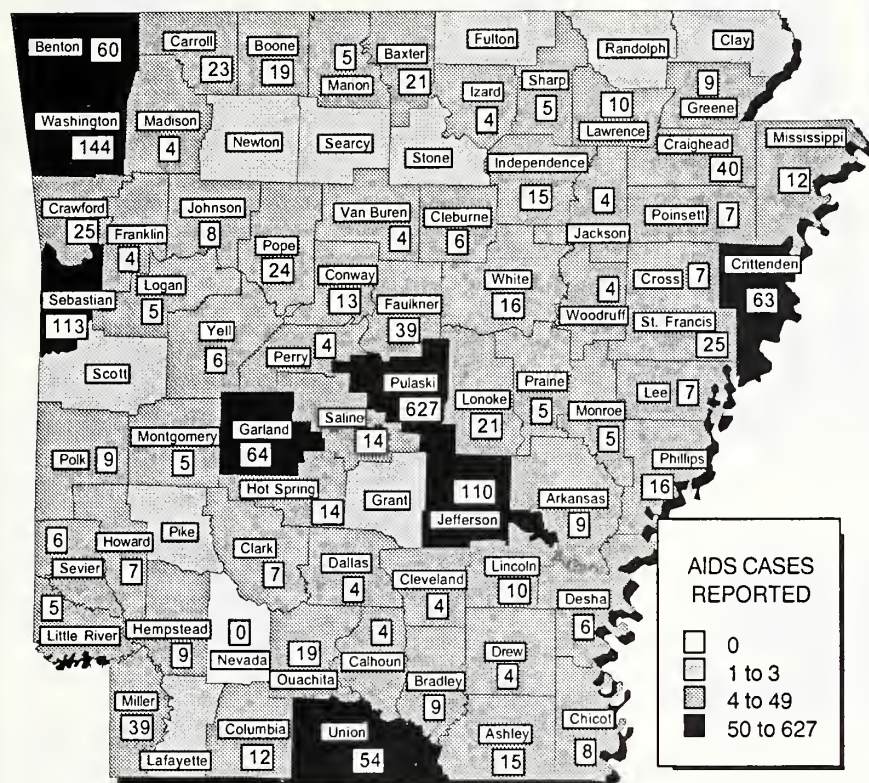 Benton 60
Carroll
23
Boone
19
5
Marion
Baxter
21
Fulton
Randolph
Clay
Izard
4
Sharp
5
10
Lawrence
9
Greene
Washington
144
Madison
4
Newton
Searcy
Stone
Independence
15
4
Jackson
Craighead
40
Mississippi
12
Crawford
25
Franklin
4
Johnson
8
Pope
24
Van Buren
4
Cleburne
6
Poinsett 7
Sebastian
113
Logan
5
Conway
13
Faulkner
39
White
16
4
Woodruff
Cross 7
Crittenden
63
St. Francis
25
Yell
6
Perry 4
Scott
Pulaski
627
Lonoke
21
Praine
5
Monroe
5
Lee 7
Phillips
16
Polk 9
Montgomery
5
Garland
64
Saline
14
Hot Spring
14
Grant
110
Jefferson
Arkansas
9
6
Sevier
Howard
7
Pike
Clark
7
Dallas
4
Cleveland
4
Lincoln
10
Desha
6
5
Little River
Hempstead
9
0
Nevada
19
Ouachita
4
Calhoun
Bradley
9
Drew
4
Miller
39
Lafayette
Columbia
12
Union
54
Ashley
15
Chicot
8
AIDS CASES
REPORTED
0
1 to 3
4 to 49
50 to 627